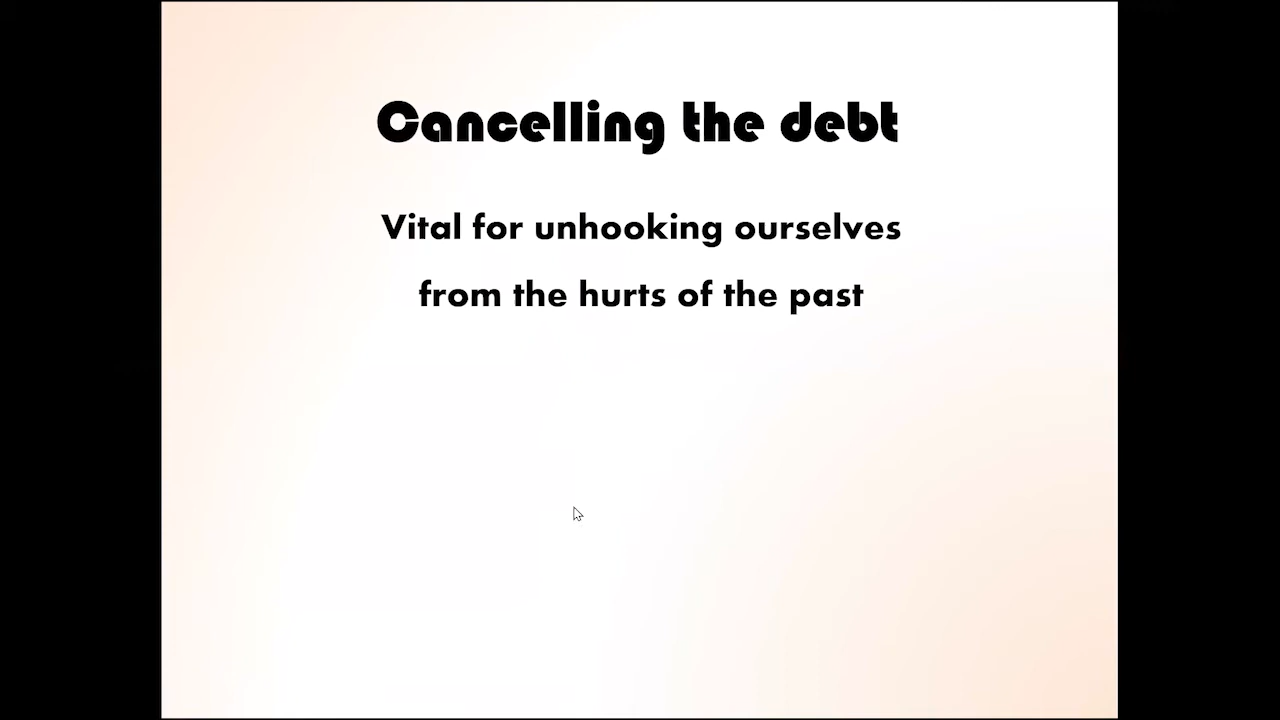 Cancelling the debt
Vital for unhooking ourselves
from the hurts of the past